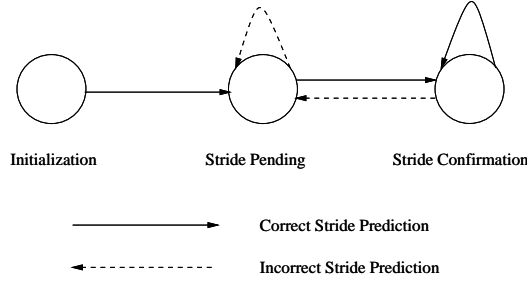 Initialization
Stride Pending
Stride Confirmation
Correct Stride Prediction
Incorrect Stride Prediction